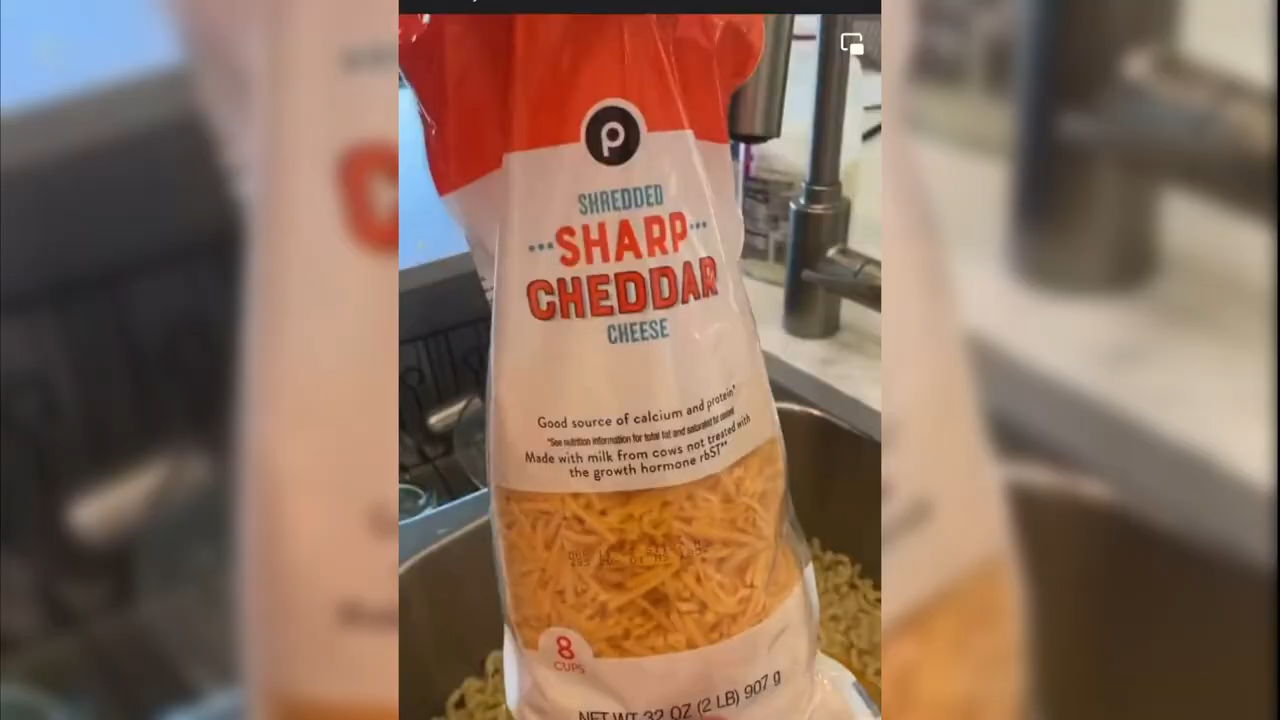 p
SHREDDED
SHARP
CHEDDAR
CHEESE
Good source of calcium and protein*
*See nutrition information for total fat and saturated fat content
Made with milk from cows not treated with
the growth hormone rbST**
8
CUPS
NET WT 32 OZ (2 LB) 907 g